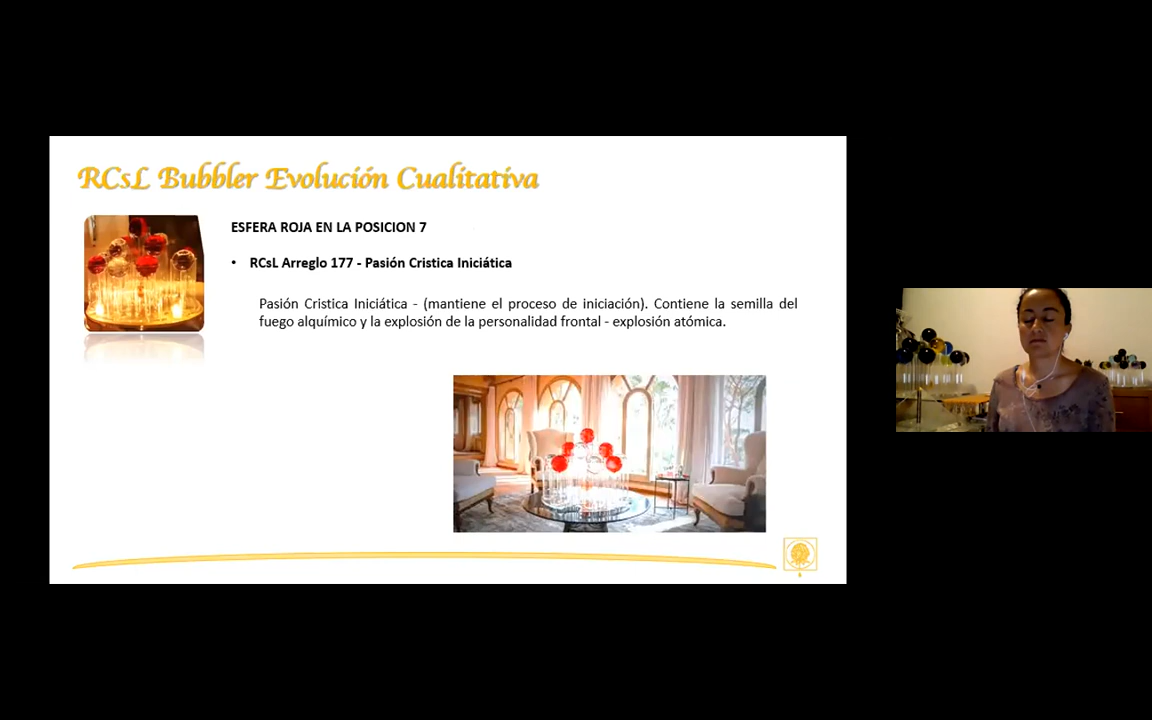 RCsL Bubbler Evolución Cualitativa
ESFERA ROJA EN LA POSICION 7
• RCsL Arreglo 177 - Pasión Cristica Iniciática
Pasión Cristica Iniciática - (mantiene el proceso de iniciación). Contiene la semilla del
fuego alquímico y la explosión de la personalidad frontal - explosión atómica.